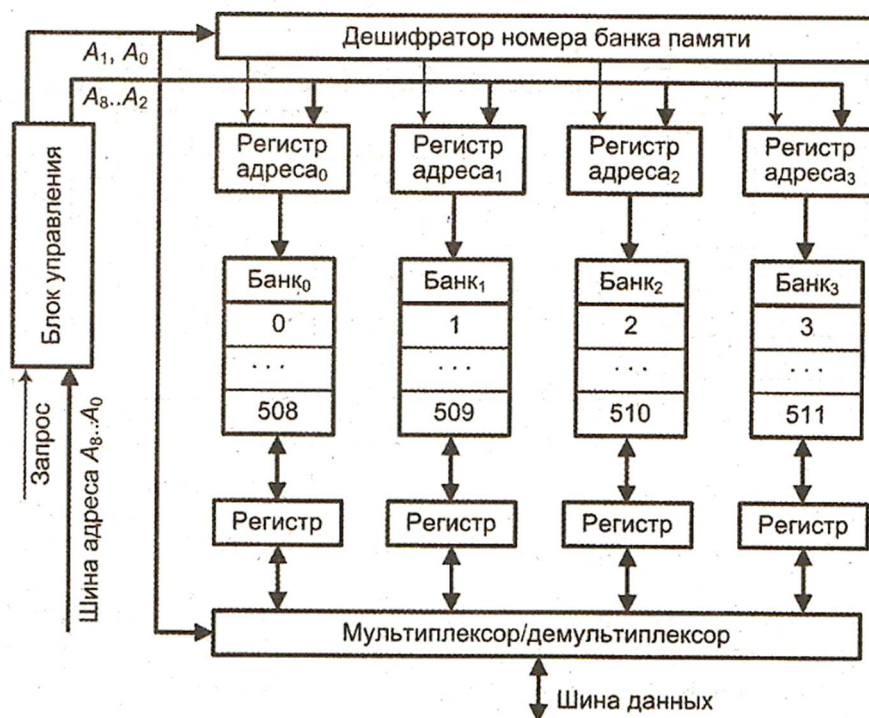 Дешифратор номера банка памяти
A₁, A₀
A₈..A₂
Блок управления
Регистр
адреса₀
Регистр
адреса₁
Регистр
адреса₂
Регистр
адреса₃
Банк₀
0
...
508
Банк₁
1
...
509
Банк₂
2
...
510
Банк₃
3
...
511
Запрос
Шина адреса A₈..A₀
Регистр
Регистр
Регистр
Регистр
Мультиплексор/демультиплексор
Шина данных